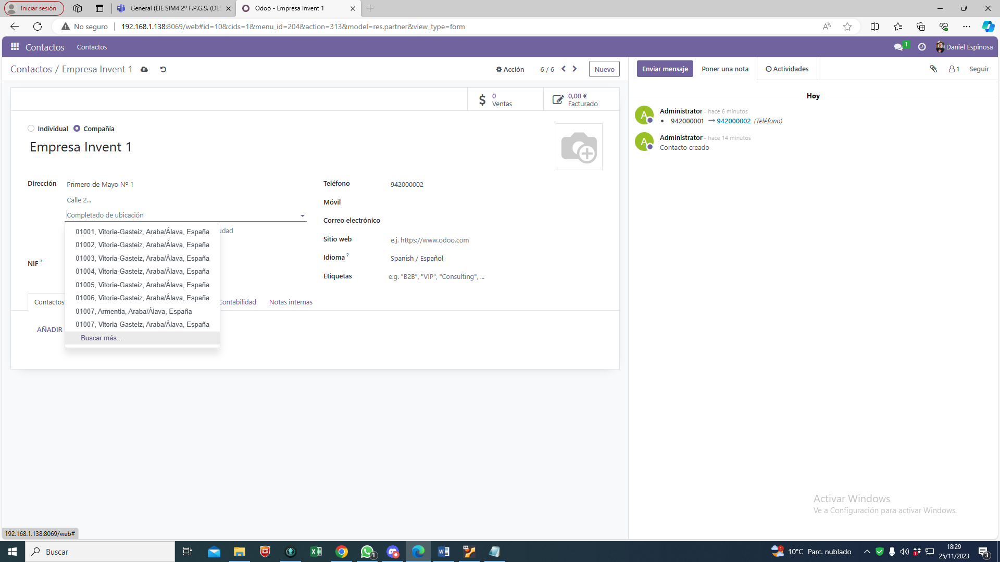 Iniciar sesión
General (EIE SIM4 2º F.P.G.S. (DES
Odoo - Empresa Invent 1
No seguro
192.168.1.138:8069/web#id=10&cids=1&menu_id=204&action=313&model=res.partner&view_type=form
Contactos
Contactos
1
Daniel Espinosa
Contactos / Empresa Invent 1
Acción
6 / 6
Nuevo
Enviar mensaje
Poner una nota
Actividades
1
Seguir
0
Ventas
0,00 €
Facturado
Individual
Compañía
Empresa Invent 1
Dirección
Primero de Mayo Nº 1
Calle 2...
Completado de ubicación
udad
01001, Vitoria-Gasteiz, Araba/Álava, España
01002, Vitoria-Gasteiz, Araba/Álava, España
01003, Vitoria-Gasteiz, Araba/Álava, España
01004, Vitoria-Gasteiz, Araba/Álava, España
01005, Vitoria-Gasteiz, Araba/Álava, España
01006, Vitoria-Gasteiz, Araba/Álava, España
01007, Armentia, Araba/Álava, España
01007, Vitoria-Gasteiz, Araba/Álava, España
Buscar más...
NIF ?
Teléfono
942000002
Móvil
Correo electrónico
Sitio web
e.j. https://www.odoo.com
Idioma ?
Spanish / Español
Etiquetas
e.g. "B2B", "VIP", "Consulting", ...
Contactos
Contabilidad
Notas internas
AÑADIR
Hoy
A
Administrator - hace 6 minutos
942000001 → 942000002 (Teléfono)
A
Administrator - hace 14 minutos
Contacto creado
Activar Windows
Ve a Configuración para activar Windows.
192.168.1.138:8069/web#
Buscar
1
64
1
10°C Parc. nublado
1
18:29
25/11/2023
3